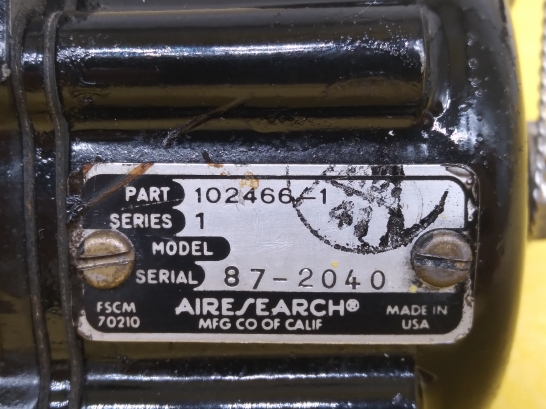 PART 102466-1
SERIES 1
MODEL
SERIAL 87-2040
FSCM 70210
AIRESEARCH®
MFG CO OF CALIF
MADE IN USA